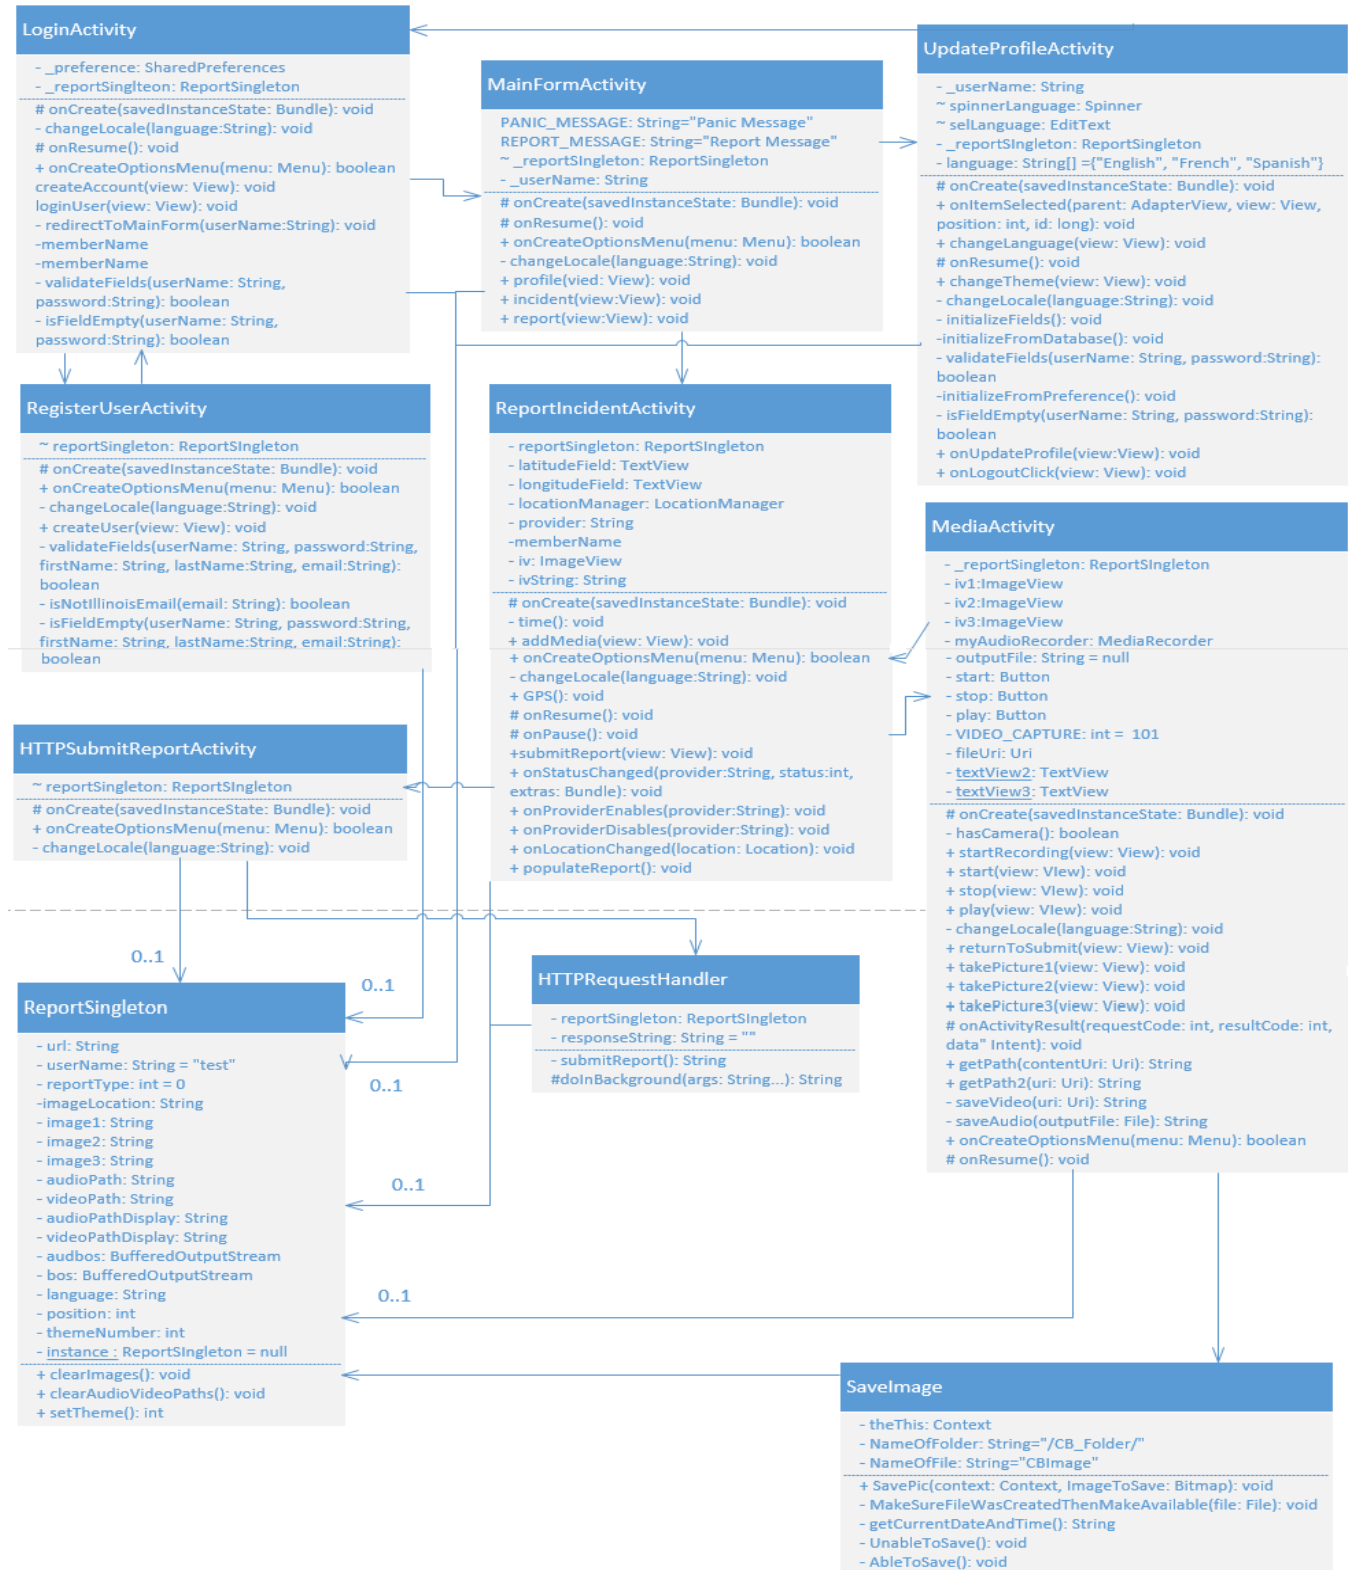 LoginActivity
- _preference: SharedPreferences
- _reportSinglteon: ReportSingleton
# onCreate(savedInstanceState: Bundle): void
- changeLocale(language:String): void
# onResume(): void
+ onCreateOptionsMenu(menu: Menu): boolean
createAccount(view: View): void
loginUser(view: View): void
- redirectToMainForm(userName:String): void
-memberName
-memberName
- validateFields(userName: String,
password:String): boolean
- isFieldEmpty(userName: String,
password:String): boolean
MainFormActivity
PANIC_MESSAGE: String="Panic Message"
REPORT_MESSAGE: String="Report Message"
~ _reportSIngleton: ReportSingleton
- _userName: String
# onCreate(savedInstanceState: Bundle): void
# onResume(): void
+ onCreateOptionsMenu(menu: Menu): boolean
- changeLocale(language:String): void
+ profile(vied: View): void
+ incident(view:View): void
+ report(view:View): void
UpdateProfileActivity
- _userName: String
~ spinnerLanguage: Spinner
~ selLanguage: EditText
- _reportSIngleton: ReportSingleton
- language: String[] ={"English", "French", "Spanish"}
# onCreate(savedInstanceState: Bundle): void
+ onItemSelected(parent: AdapterView, view: View,
position: int, id: long): void
+ changeLanguage(view: View): void
# onResume(): void
+ changeTheme(view: View): void
- changeLocale(language:String): void
- initializeFields(): void
-initializeFromDatabase(): void
- validateFields(userName: String, password:String):
boolean
-initializeFromPreference(): void
- isFieldEmpty(userName: String, password:String):
boolean
+ onUpdateProfile(view:View): void
+ onLogoutClick(view: View): void
RegisterUserActivity
~ reportSingleton: ReportSIngleton
# onCreate(savedInstanceState: Bundle): void
+ onCreateOptionsMenu(menu: Menu): boolean
- changeLocale(language:String): void
+ createUser(view: View): void
- validateFields(userName: String, password:String,
firstName: String, lastName:String, email:String):
boolean
- isNotIllinoisEmail(email: String): boolean
- isFieldEmpty(userName: String, password:String,
firstName: String, lastName:String, email:String):
boolean
ReportIncidentActivity
- reportSingleton: ReportSingleton
- latitudeField: TextView
- longitudeField: TextView
- locationManager: LocationManager
- provider: String
-memberName
- iv: ImageView
- ivString: String
# onCreate(savedInstanceState: Bundle): void
- time(): void
+ addMedia(view: View): void
+ onCreateOptionsMenu(menu: Menu): boolean
- changeLocale(language:String): void
+ GPS(): void
# onResume(): void
# onPause(): void
+submitReport(view: View): void
+ onStatusChanged(provider:String, status:int,
extras: Bundle): void
+ onProviderEnables(provider:String): void
+ onProviderDisables(provider:String): void
+ onLocationChanged(location: Location): void
+ populateReport(): void
MediaActivity
- _reportSingleton: ReportSIngleton
- iv1:ImageView
- iv2:ImageView
- iv3:ImageView
- myAudioRecorder: MediaRecorder
- outputFile: String = null
- start: Button
- stop: Button
- play: Button
- VIDEO_CAPTURE: int = 101
- fileUri: Uri
- textView2: TextView
- textView3: TextView
# onCreate(savedInstanceState: Bundle): void
- hasCamera(): boolean
+ startRecording(view: View): void
+ start(view: VIew): void
+ stop(view: VIew): void
+ play(view: VIew): void
- changeLocale(language:String): void
+ returnToSubmit(view: View): void
+ takePicture1(view: View): void
+ takePicture2(view: View): void
+ takePicture3(view: View): void
# onActivityResult(requestCode: int, resultCode: int,
data" Intent): void
+ getPath(contentUri: Uri): String
+ getPath2(uri: Uri): String
- saveVideo(uri: Uri): String
- saveAudio(outputFile: File): String
+ onCreateOptionsMenu(menu: Menu): boolean
# onResume(): void
HTTPSubmitReportActivity
~ reportSingleton: ReportSIngleton
# onCreate(savedInstanceState: Bundle): void
+ onCreateOptionsMenu(menu: Menu): boolean
- changeLocale(language:String): void
0..1
0..1
0..1
0..1
0..1
HTTPRequestHandler
- reportSingleton: ReportSIngleton
- responseString: String = ""
- submitReport(): String
#doInBackground(args: String...): String
ReportSingleton
- url: String
- userName: String = "test"
- reportType: int = 0
-imageLocation: String
- image1: String
- image2: String
- image3: String
- audioPath: String
- videoPath: String
- audioPathDisplay: String
- videoPathDisplay: String
- audbos: BufferedOutputStream
- bos: BufferedOutputStream
- language: String
- position: int
- themeNumber: int
- instance : ReportSIngleton = null
+ clearImages(): void
+ clearAudioVideoPaths(): void
+ setTheme(): int
SaveImage
- theThis: Context
- NameOfFolder: String="/CB_Folder/"
- NameOfFile: String="CBImage"
+ SavePic(context: Context, ImageToSave: Bitmap): void
- MakeSureFileWasCreatedThenMakeAvailable(file: File): void
- getCurrentDateAndTime(): String
- UnableToSave(): void
- AbleToSave(): void